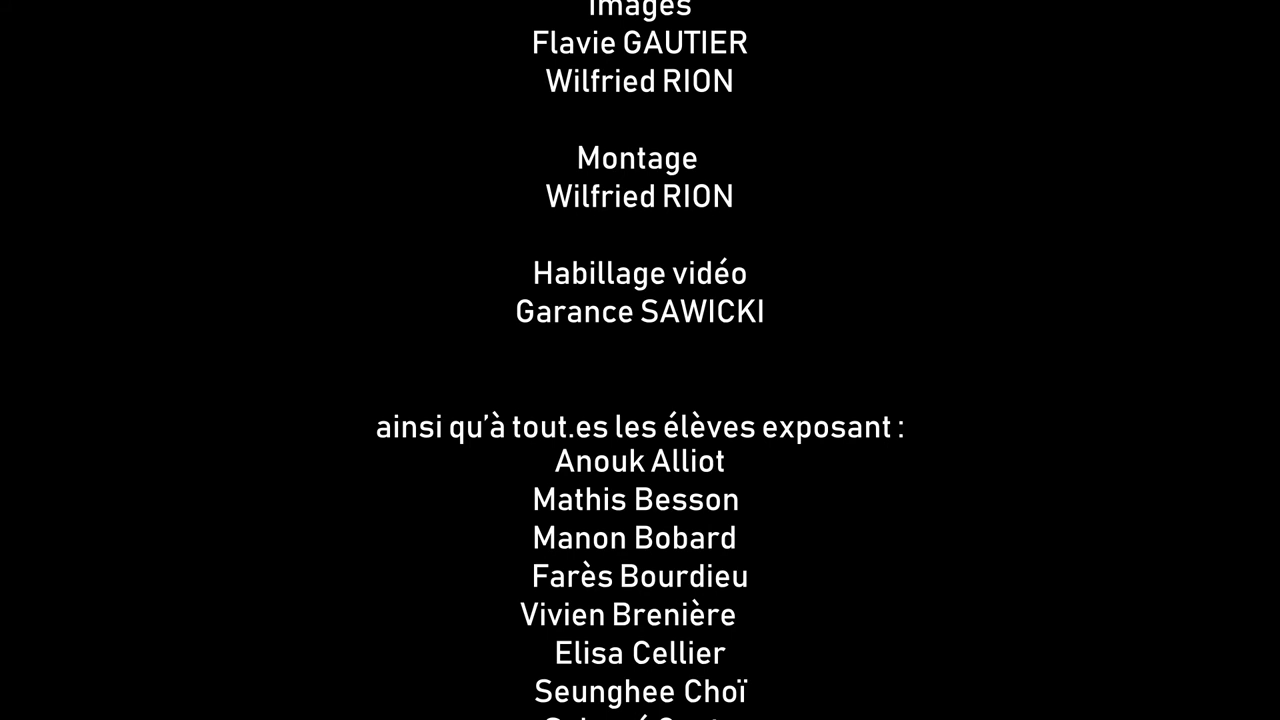 Images
Flavie GAUTIER
Wilfried RION
Montage
Wilfried RION
Habillage vidéo
Garance SAWICKI
ainsi qu’à tout.es les élèves exposant :
Anouk Alliot
Mathis Besson
Manon Bobard
Farès Bourdieu
Vivien Brenière
Elisa Cellier
Seunghee Choï